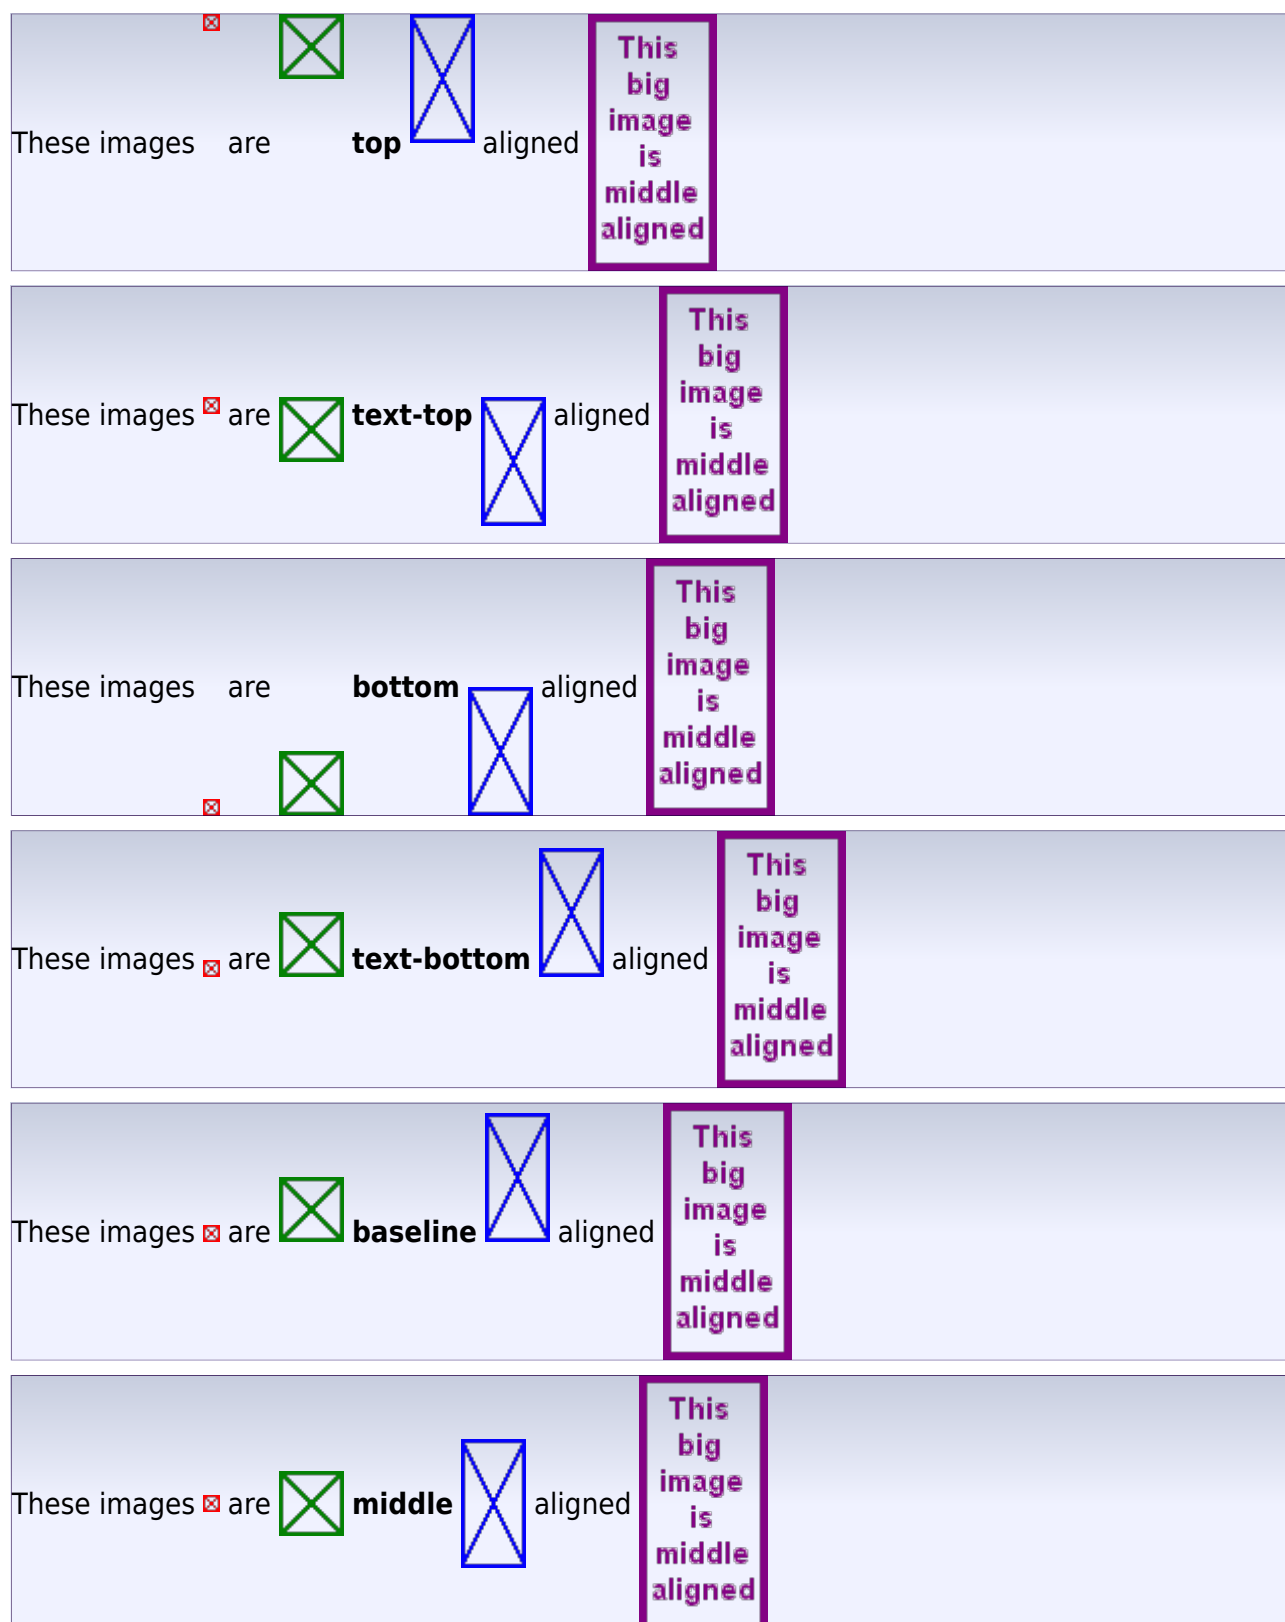 These images are top aligned
This
big
image
is
middle
aligned
These images are text-top aligned
This
big
image
is
middle
aligned
These images are bottom aligned
This
big
image
is
middle
aligned
These images are text-bottom aligned
This
big
image
is
middle
aligned
These images are baseline aligned
This
big
image
is
middle
aligned
These images are middle aligned
This
big
image
is
middle
aligned